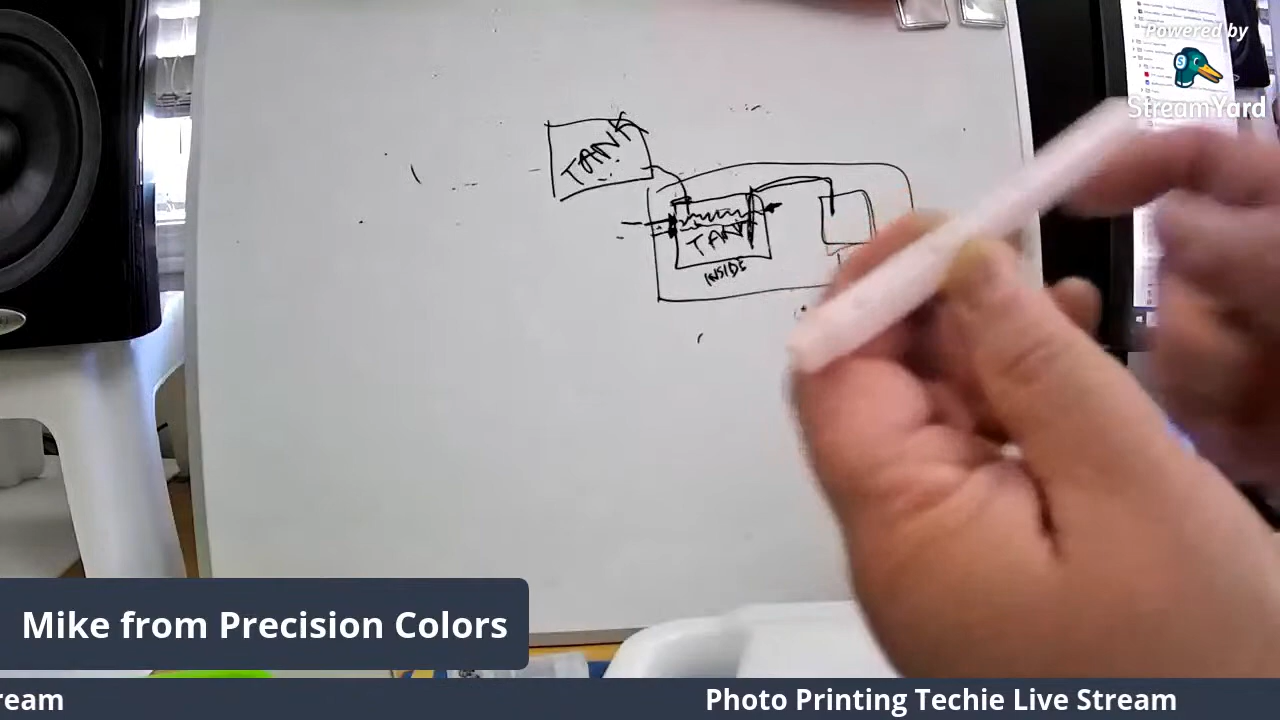 Powered by
S
StreamYard
TANK
TANK
INSIDE
Mike from Precision Colors
ream
Photo Printing Techie Live Stream